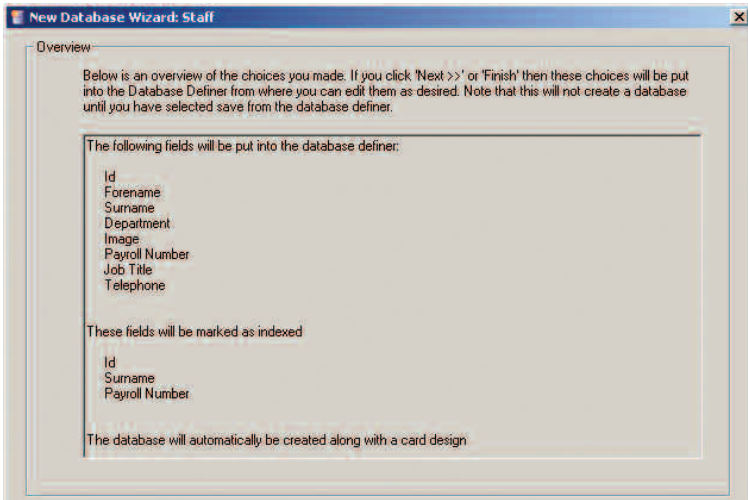 New Database Wizard: Staff
Overview
Below is an overview of the choices you made. If you click 'Next >>' or 'Finish' then these choices will be put
into the Database Definer from where you can edit them as desired. Note that this will not create a database
until you have selected save from the database definer.
The following fields will be put into the database definer:
Id
Forename
Surname
Department
Image
Payroll Number
Job Title
Telephone
These fields will be marked as indexed
Id
Surname
Payroll Number
The database will automatically be created along with a card design